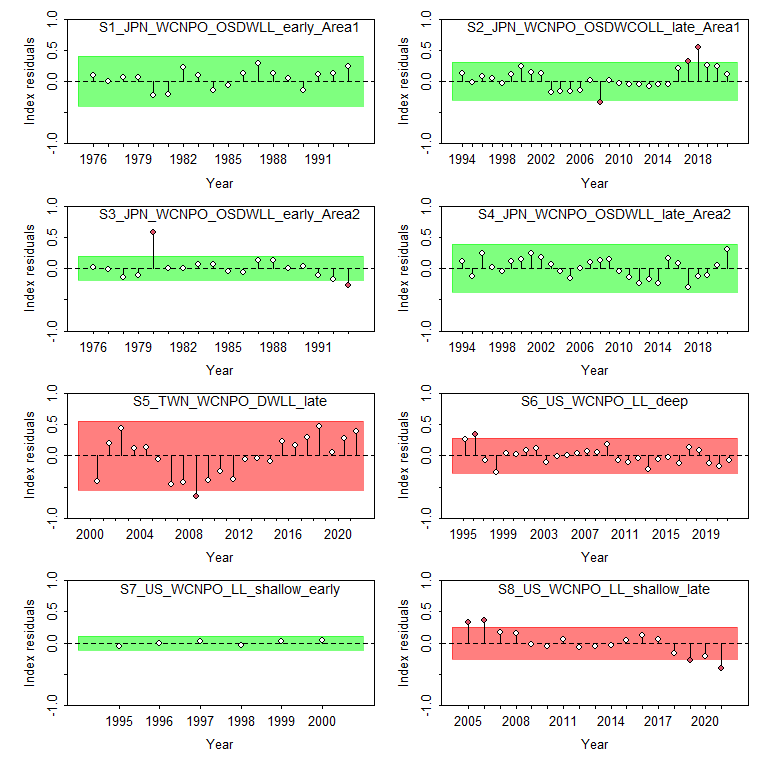 S1_JPN_WCNPO_OSDWLL_early_Area1
Index residuals
1.0
0.5
0.0
-1.0
1976 1979 1982 1985 1988 1991
Year
S2_JPN_WCNPO_OSDWCOLL_late_Area1
Index residuals
1.0
0.5
0.0
-1.0
1994 1998 2002 2006 2010 2014 2018
Year
S3_JPN_WCNPO_OSDWLL_early_Area2
Index residuals
1.0
0.5
0.0
-1.0
1976 1979 1982 1985 1988 1991
Year
S4_JPN_WCNPO_OSDWLL_late_Area2
Index residuals
1.0
0.5
0.0
-1.0
1994 1998 2002 2006 2010 2014 2018
Year
S5_TWN_WCNPO_DWLL_late
Index residuals
1.0
0.5
0.0
-1.0
2000 2004 2008 2012 2016 2020
Year
S6_US_WCNPO_LL_deep
Index residuals
1.0
0.5
0.0
-1.0
1995 1999 2003 2007 2011 2015 2019
Year
S7_US_WCNPO_LL_shallow_early
Index residuals
1.0
0.5
0.0
-1.0
1995 1996 1997 1998 1999 2000
Year
S8_US_WCNPO_LL_shallow_late
Index residuals
1.0
0.5
0.0
-1.0
2005 2008 2011 2014 2017 2020
Year